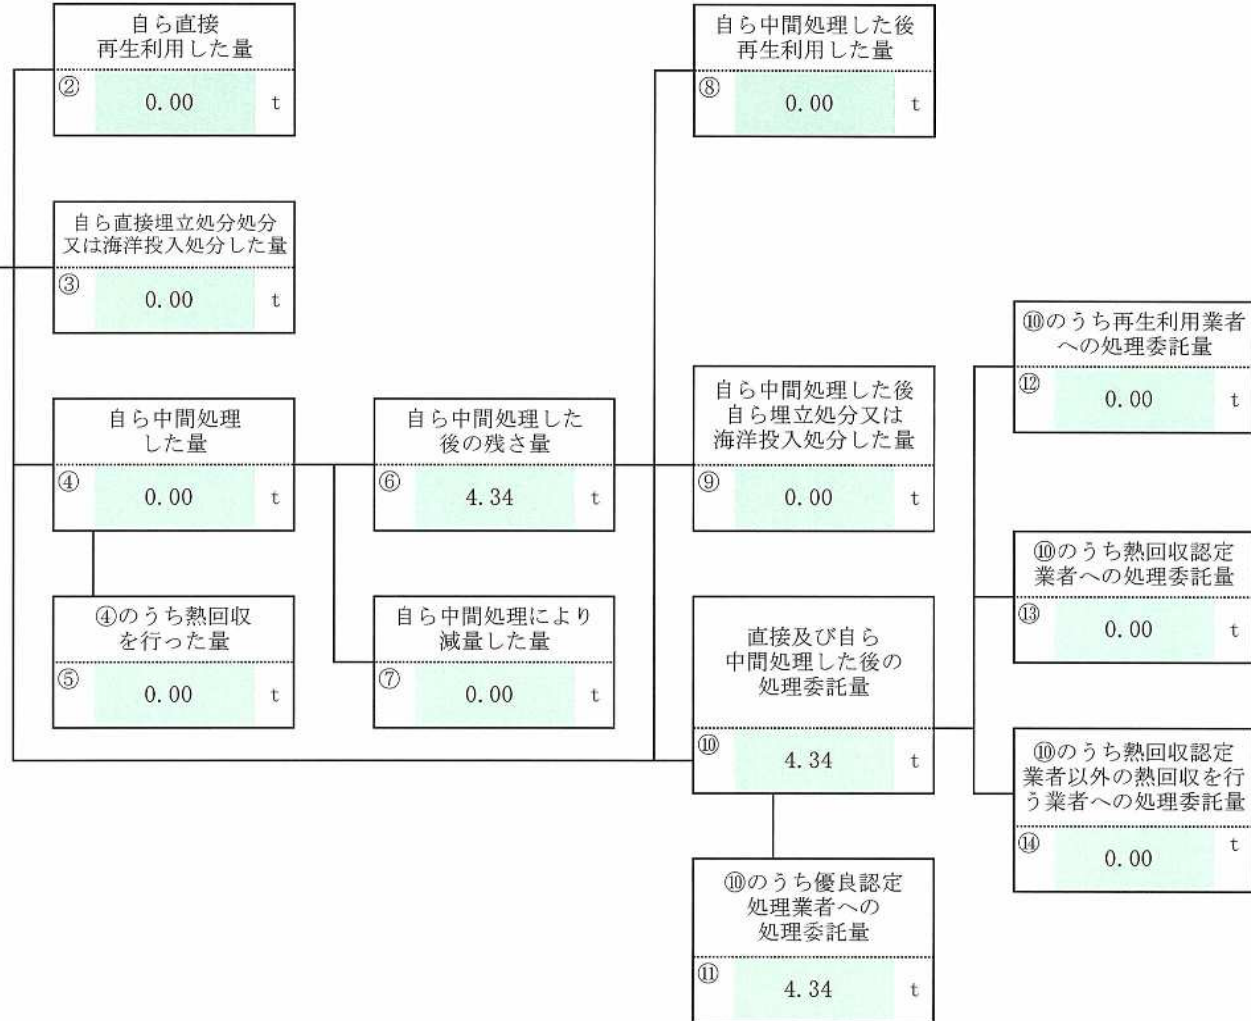 自ら直接
再生利用した量
② 0.00 t
自ら中間処理した後
再生利用した量
⑧ 0.00 t
自ら直接埋立処分処分
又は海洋投入処分した量
③ 0.00 t
⑩のうち再生利用業者
への処理委託量
⑫ 0.00 t
自ら中間処理
した量
④ 0.00 t
自ら中間処理した
後の残さ量
⑥ 4.34 t
自ら中間処理した後
自ら埋立処分又は
海洋投入処分した量
⑨ 0.00 t
⑩のうち熱回収認定
業者への処理委託量
⑬ 0.00 t
④のうち熱回収
を行った量
⑤ 0.00 t
自ら中間処理により
減量した量
⑦ 0.00 t
直接及び自ら
中間処理した後の
処理委託量
⑩ 4.34 t
⑩のうち熱回収認定
業者以外の熱回収を行
う業者への処理委託量
⑭ 0.00 t
⑩のうち優良認定
処理業者への
処理委託量
⑪ 4.34 t